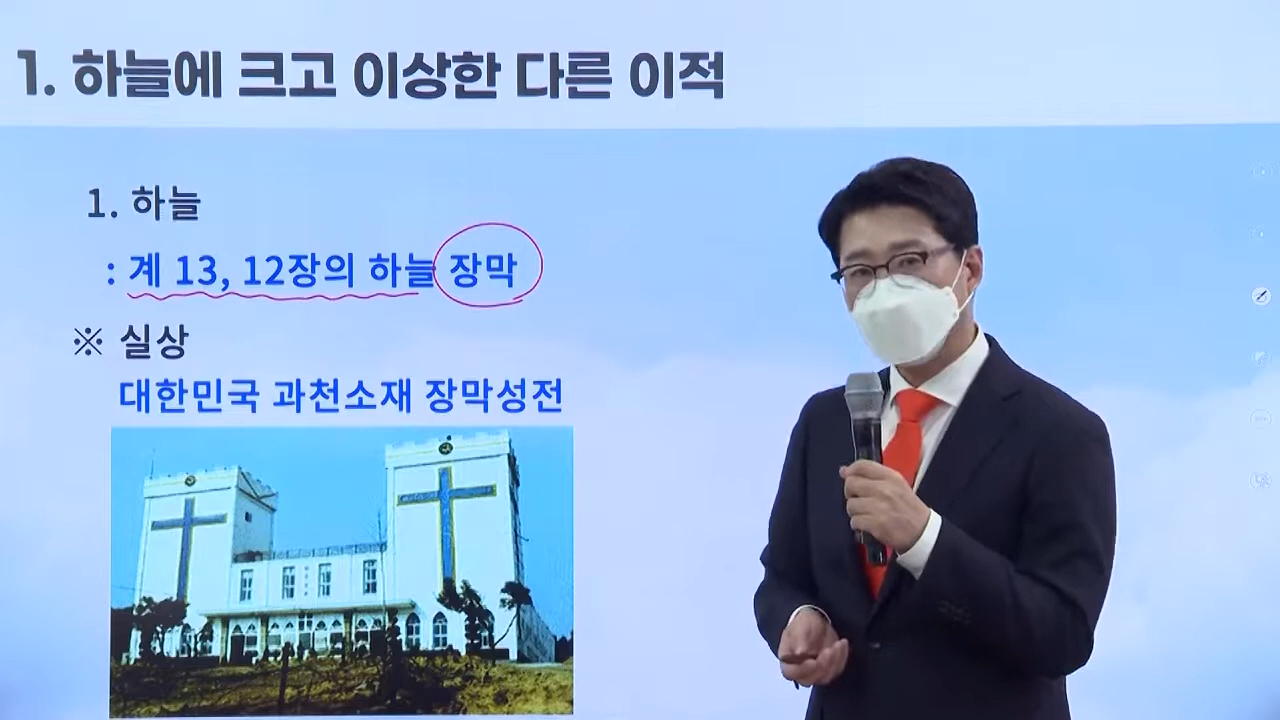 1. 하늘에 크고 이상한 다른 이적
1. 하늘
: 계 13, 12장의 하늘 장막
※ 실상
대한민국 과천소재 장막성전